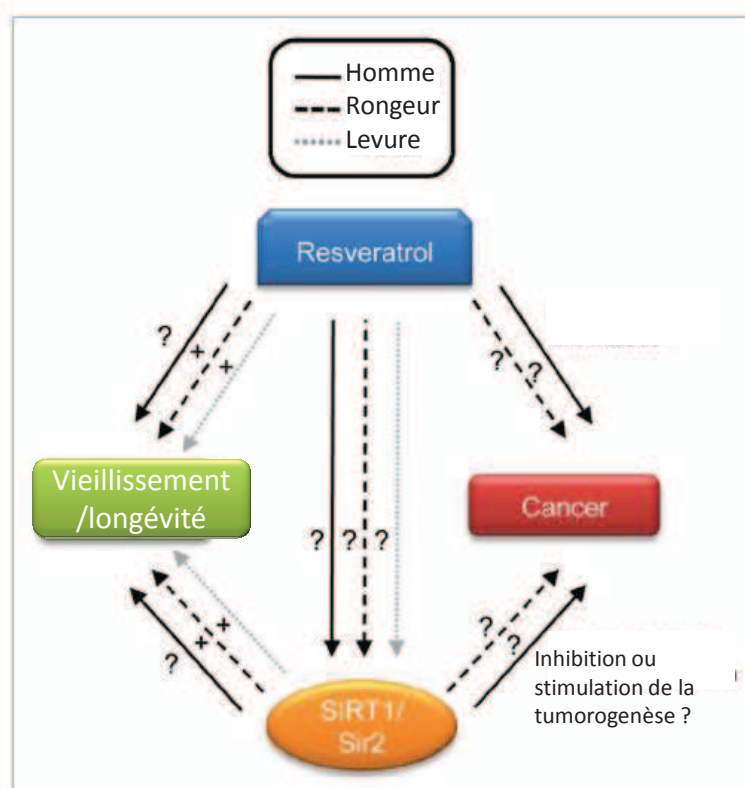 Homme
Rongeur
Levure
Resveratrol
? + +
? ?
Vieillissement
/longévité
Cancer
? ? ?
? + +
? ?
Inhibition ou
stimulation de la
tumorogenèse ?
SIRT1/
Sir2